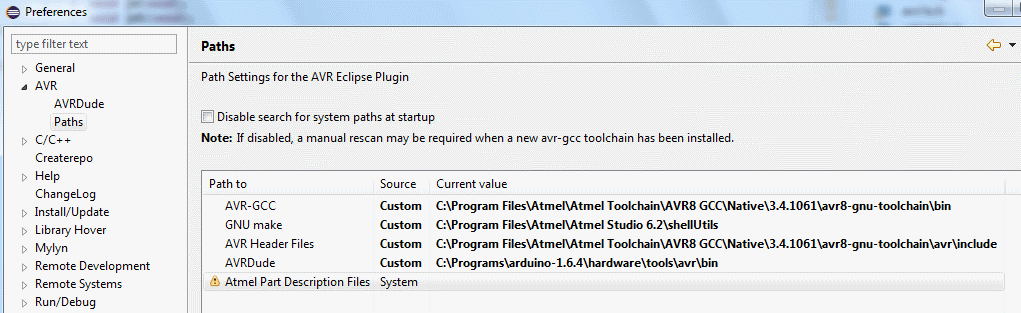 Preferences
type filter text
General
AVR
AVRDude
Paths
C/C++
Createrepo
Help
ChangeLog
Install/Update
Library Hover
Mylyn
Remote Development
Remote Systems
Run/Debug
Paths
Path Settings for the AVR Eclipse Plugin
Disable search for system paths at startup
Note: If disabled, a manual rescan may be required when a new avr-gcc toolchain has been installed.
Path to Source Current value
AVR-GCC Custom C:\Program Files\Atmel\Atmel Toolchain\AVR8 GCC\Native\3.4.1061\avr8-gnu-toolchain\bin
GNU make Custom C:\Program Files\Atmel\Atmel Studio 6.2\shellUtils
AVR Header Files Custom C:\Program Files\Atmel\Atmel Toolchain\AVR8 GCC\Native\3.4.1061\avr8-gnu-toolchain\avr\include
AVRDude Custom C:\Programs\arduino-1.6.4\hardware\tools\avr\bin
Atmel Part Description Files System